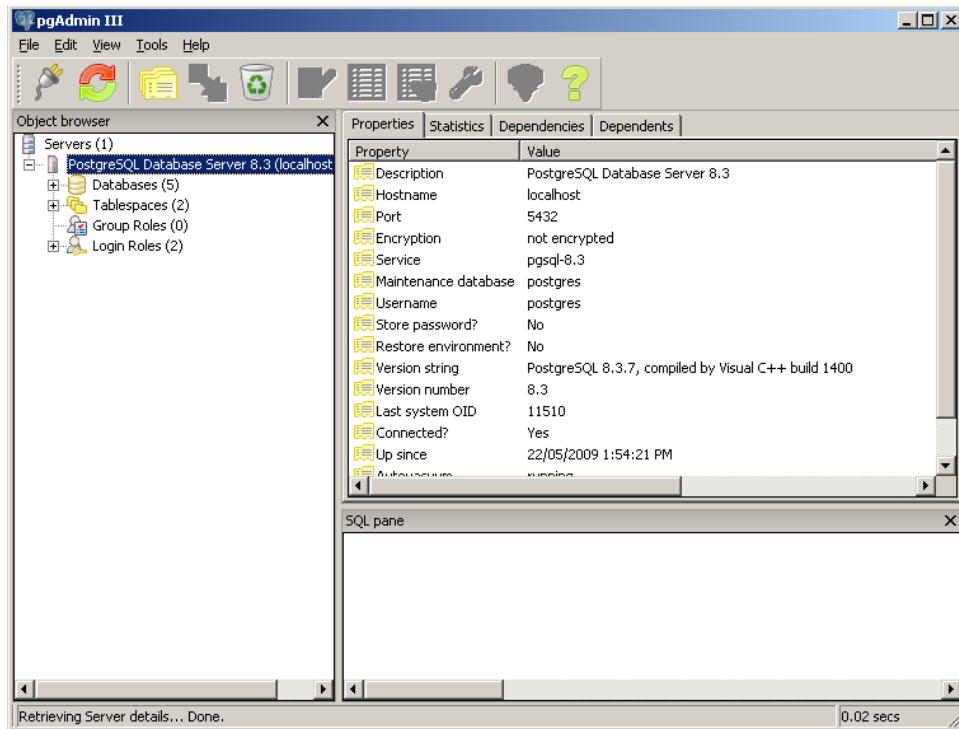 pgAdmin III
File Edit View Tools Help
Object browser
Servers (1)
PostgreSQL Database Server 8.3 (localhost
Databases (5)
Tablespaces (2)
Group Roles (0)
Login Roles (2)
Properties Statistics Dependencies Dependents
Property Value
Description PostgreSQL Database Server 8.3
Hostname localhost
Port 5432
Encryption not encrypted
Service pgsql-8.3
Maintenance database postgres
Username postgres
Store password? No
Restore environment? No
Version string PostgreSQL 8.3.7, compiled by Visual C++ build 1400
Version number 8.3
Last system OID 11510
Connected? Yes
Up since 22/05/2009 1:54:21 PM
Autovacuum running
SQL pane
Retrieving Server details... Done. 0.02 secs